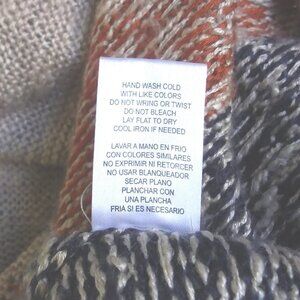 HAND WASH COLD
WITH LIKE COLORS
DO NOT WRING OR TWIST
DO NOT BLEACH
LAY FLAT TO DRY
COOL IRON IF NEEDED
LAVAR A MANO EN FRIO
CON COLORES SIMILARES
NO EXPRIMIR NI RETORCER
NO USAR BLANQUEADOR
SECAR PLANO
PLANCHAR CON
UNA PLANCHA
FRIA SI ES NECESARIO